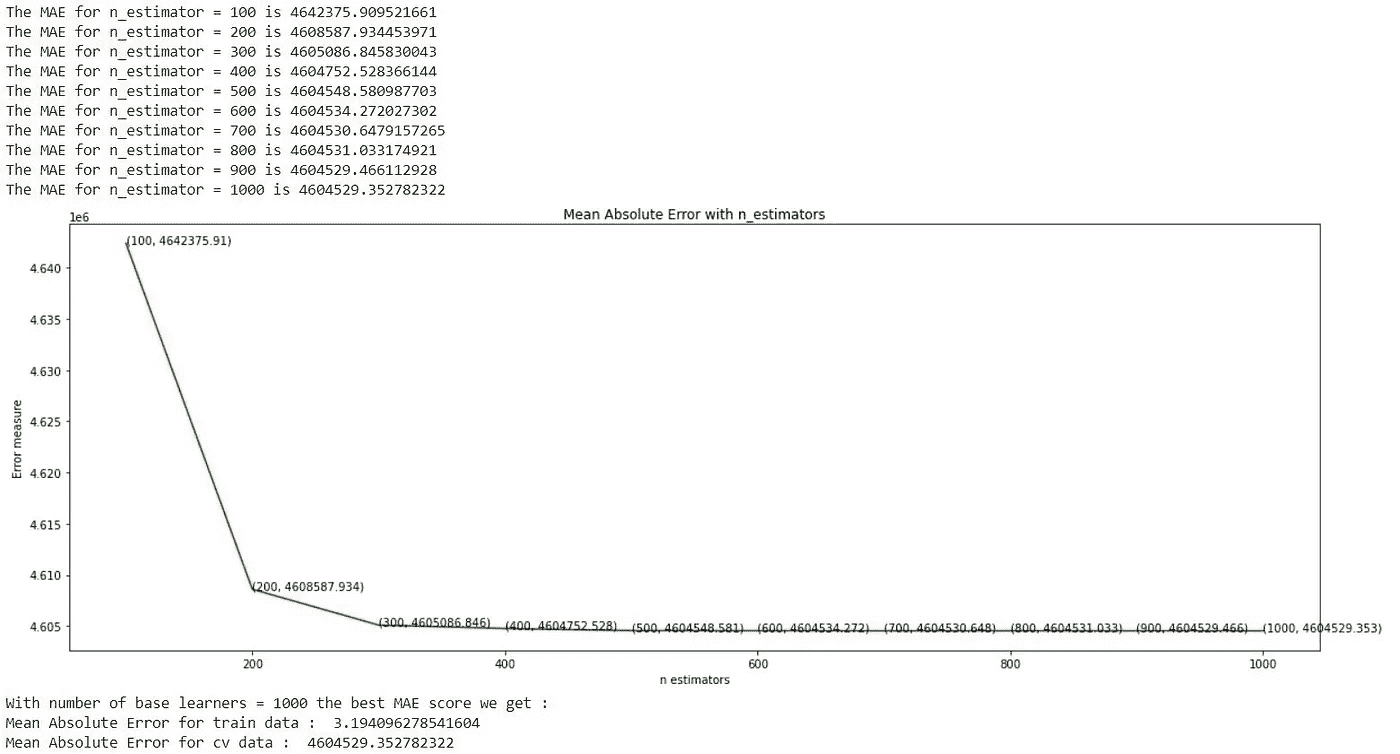 The MAE for n_estimator = 100 is 4642375.909521661
The MAE for n_estimator = 200 is 4608587.934453971
The MAE for n_estimator = 300 is 4605086.845830043
The MAE for n_estimator = 400 is 4604752.528366144
The MAE for n_estimator = 500 is 4604548.580987703
The MAE for n_estimator = 600 is 4604534.272027302
The MAE for n_estimator = 700 is 4604530.6479157265
The MAE for n_estimator = 800 is 4604531.033174921
The MAE for n_estimator = 900 is 4604529.466112928
The MAE for n_estimator = 1000 is 4604529.352782322
Mean Absolute Error with n_estimators
1e6
(100, 4642375.91)
4.640
4.635
4.630
4.625
4.620
4.615
4.610
4.605
Error measure
(200, 4608587.934)
(300, 4605086.846) (400, 4604752.528) (500, 4604548.581) (600, 4604534.272) (700, 4604530.648) (800, 4604531.033) (900, 4604529.466) (1000, 4604529.353)
200 400 600 800 1000
n estimators
With number of base learners = 1000 the best MAE score we get :
Mean Absolute Error for train data :  3.194096278541604
Mean Absolute Error for cv data :  4604529.352782322